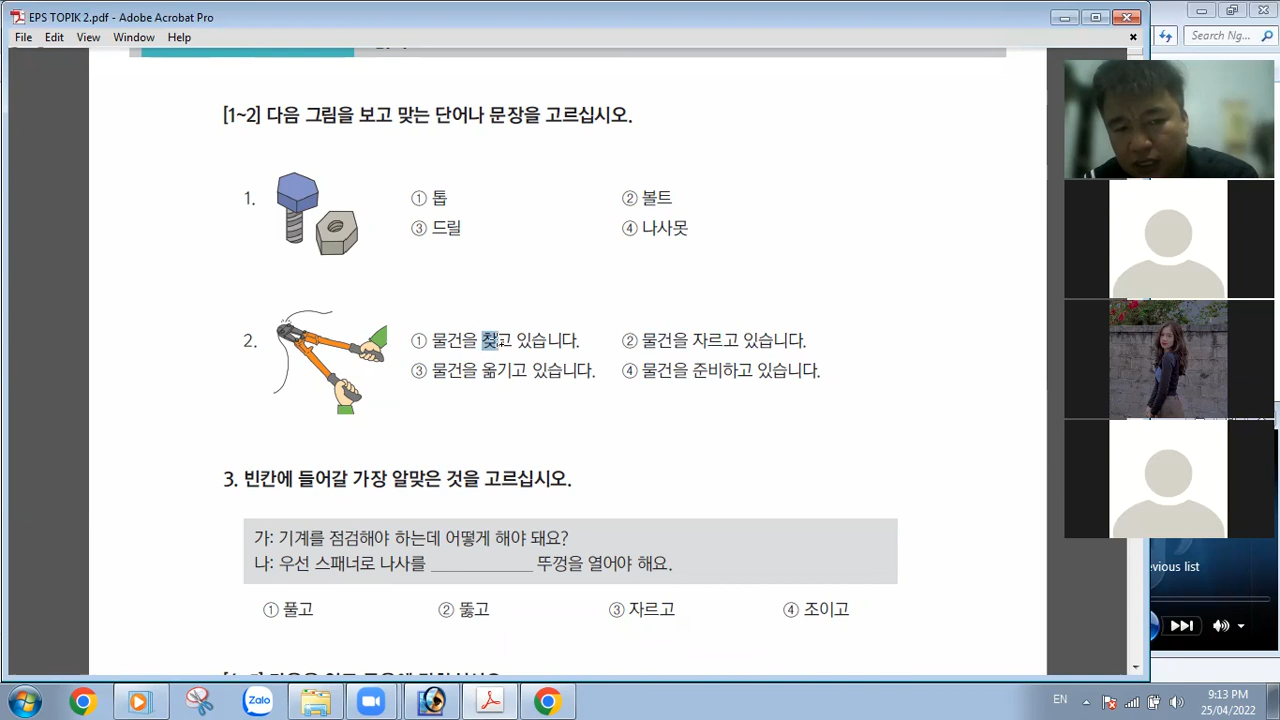 EPS TOPIK 2.pdf - Adobe Acrobat Pro
File Edit View Window Help
Search Ng...
[1~2] 다음 그림을 보고 맞는 단어나 문장을 고르십시오.
1.
① 톱 ② 볼트
③ 드릴 ④ 나사못
2.
① 물건을 찾고 있습니다. ② 물건을 자르고 있습니다.
③ 물건을 옮기고 있습니다. ④ 물건을 준비하고 있습니다.
3. 빈칸에 들어갈 가장 알맞은 것을 고르십시오.
가: 기계를 점검해야 하는데 어떻게 해야 돼요?
나: 우선 스패너로 나사를 ____________ 뚜껑을 열어야 해요.
① 풀고 ② 뚫고 ③ 자르고 ④ 조이고
evious list
Zalo
EN
9:13 PM
25/04/2022